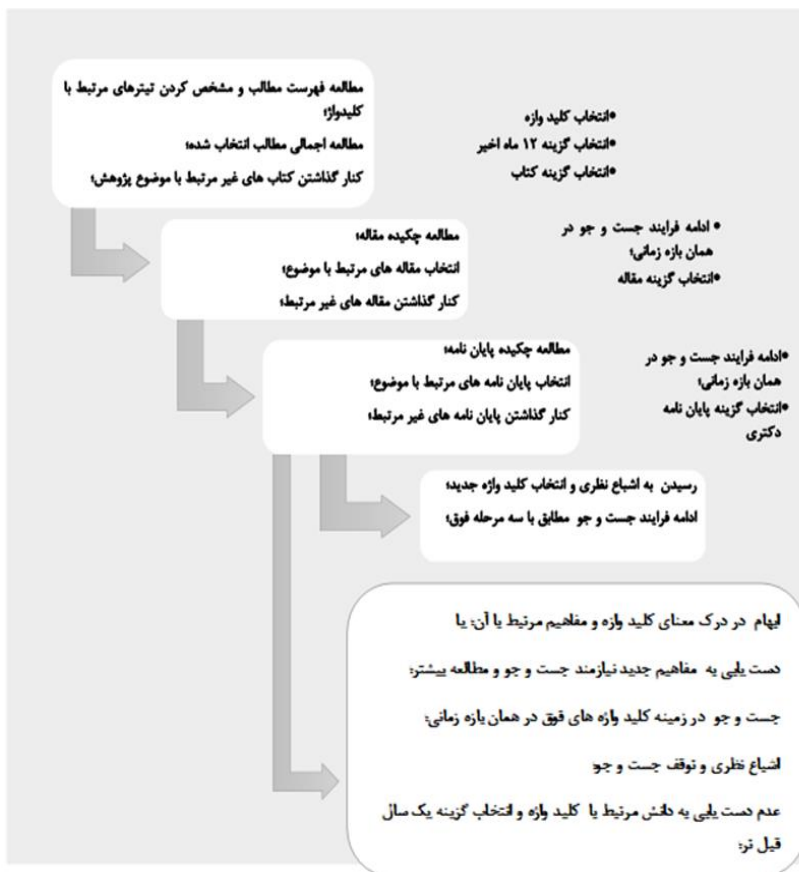 مطالعه فهرست مطالب و مشخص کردن تیترهای مرتبط با
کلیدواژ؛
مطالعه اجمالی مطالب انتخاب شده؛
کنار گذاشتن کتاب های غیر مرتبط با موضوع پژوهش؛
•انتخاب کلید واژه
•انتخاب گزینه ۱۲ ماه اخیر
•انتخاب گزینه کتاب
مطالعه چکیده مقاله؛
انتخاب مقاله های مرتبط با موضوع؛
کنار گذاشتن مقاله های غیر مرتبط؛
• ادامه فرایند جست و جو در
همان بازه زمانی؛
•انتخاب گزینه مقاله
مطالعه چکیده پایان نامه؛
انتخاب پایان نامه های مرتبط با موضوع؛
کنار گذاشتن پایان نامه های غیر مرتبط؛
•ادامه فرایند جست و جو در
همان بازه زمانی؛
•انتخاب گزینه پایان نامه
دکتری
رسیدن به اشباع نظری و انتخاب کلید واژه جدید؛
ادامه فرایند جست و جو مطابق با سه مرحله فوق؛
ابهام در درک معنای کلید واژه و مفاهیم مرتبط با آن؛ یا
دست یابی به مفاهیم جدید نیازمند جست و جو و مطالعه بیشتر؛
جست و جو در زمینه کلید واژه های فوق در همان بازه زمانی؛
اشباع نظری و توقف جست و جو؛
عدم دست یابی به دانش مرتبط با کلید واژه و انتخاب گزینه یک سال
قبل تر؛